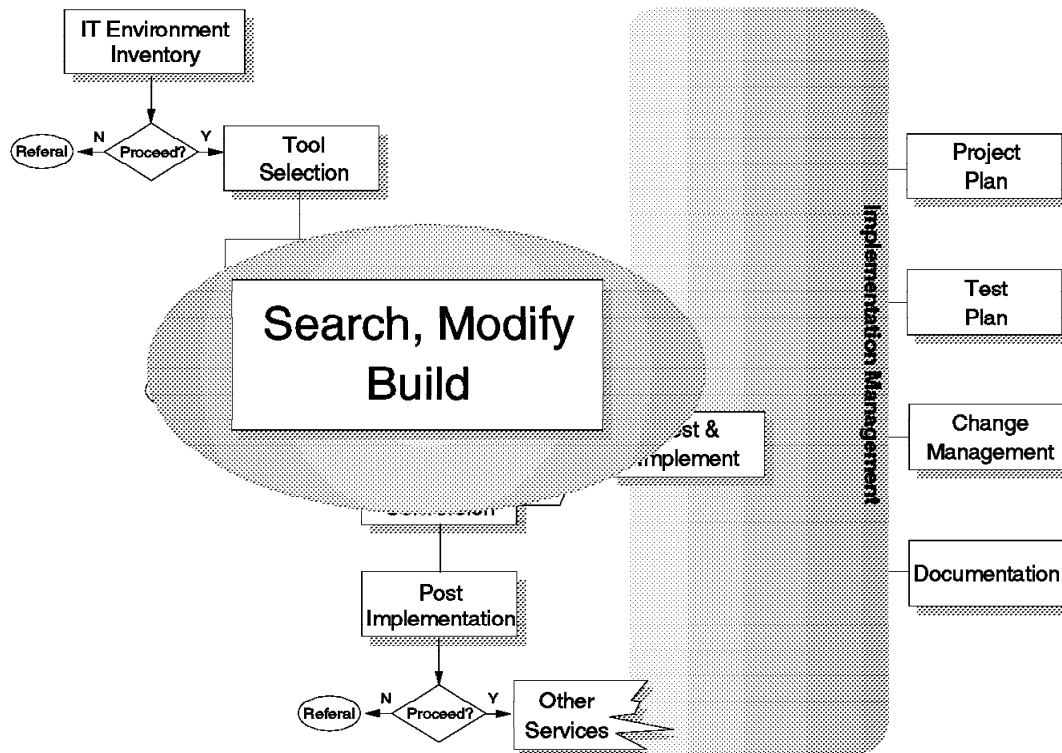 IT Environment
Inventory
N
Y
Referal
Proceed?
Tool
Selection
Search, Modify
Build
&
Implement
Post
Implementation
N
Y
Referal
Proceed?
Other
Services
Implementation Management
Project
Plan
Test
Plan
Change
Management
Documentation